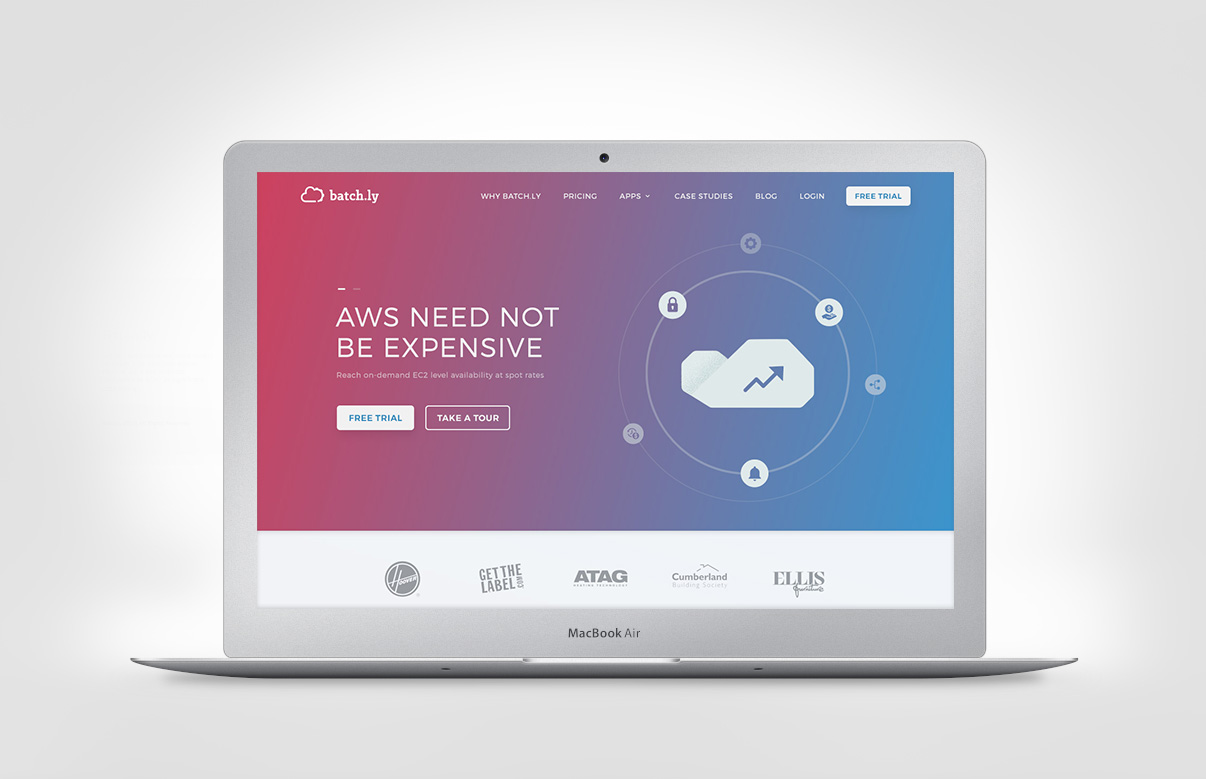 batch.ly
WHY BATCH.LY
PRICING
APPS
CASE STUDIES
BLOG
LOGIN
FREE TRIAL
AWS NEED NOT
BE EXPENSIVE
Reach on-demand EC2 level availability at spot rates
FREE TRIAL
TAKE A TOUR
HOOVER
GET THE
LABEL
.COM
ATAG
HEATING TECHNOLOGY
Cumberland
Building Society
ELLIS
MacBook Air